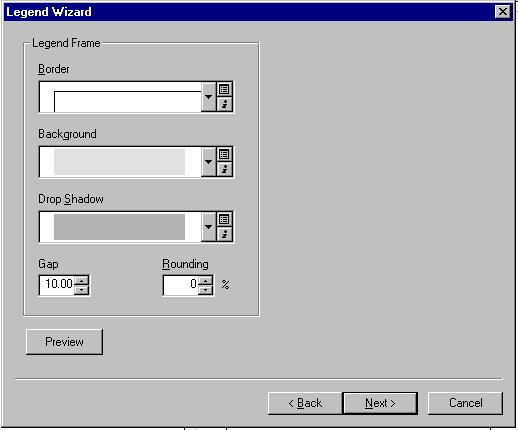 Legend Wizard
Legend Frame
Border
Background
Drop Shadow
Gap Rounding
10.00 0 %
Preview
< Back Next > Cancel